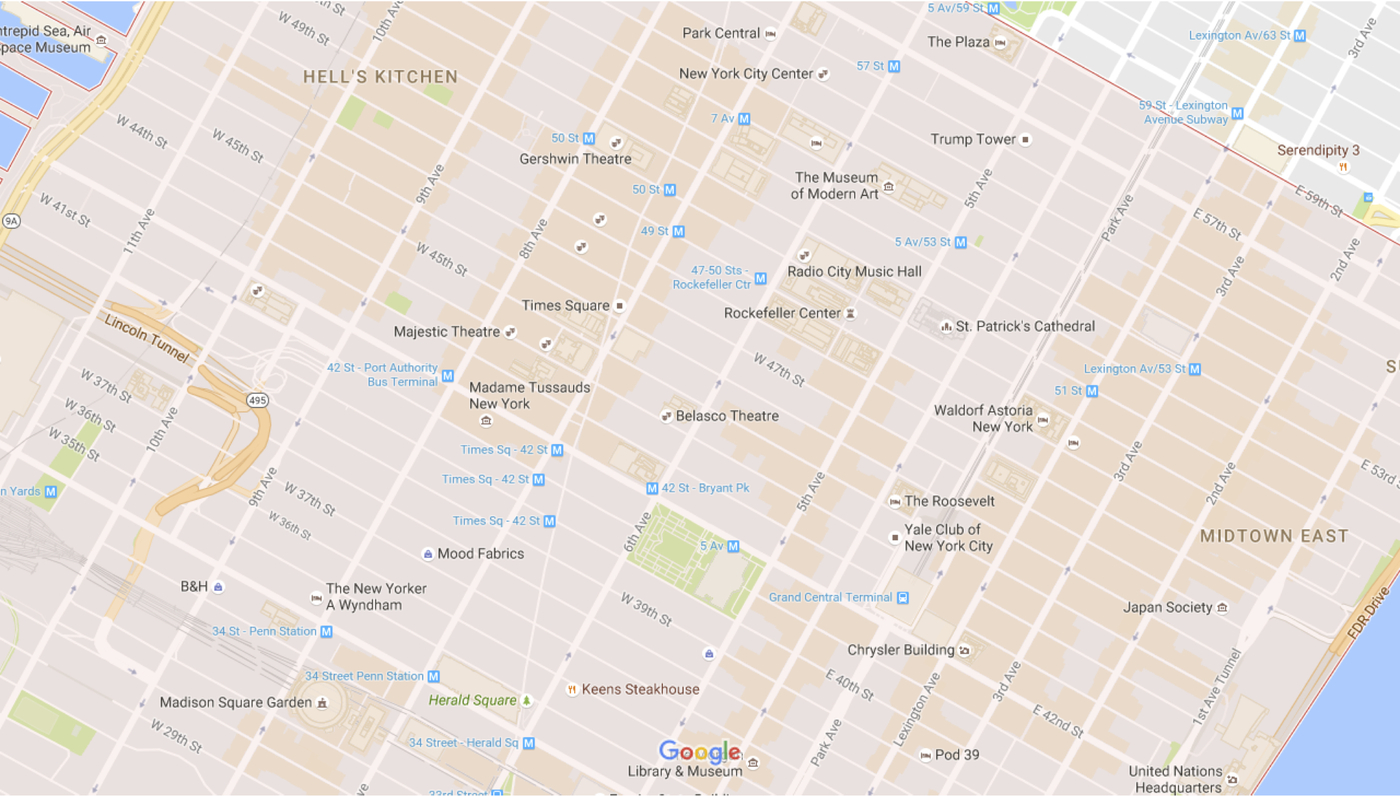 5 Av/59 St
W 49th St
10th Ave
ntrepid Sea, Air
pace Museum
Park Central
The Plaza
Lexington Av/63 St
3rd Ave
HELL'S KITCHEN
New York City Center
57 St
59 St - Lexington
Avenue Subway
7 Av
W 44th St
W 45th St
50 St
Gershwin Theatre
Trump Tower
Serendipity 3
The Museum
of Modern Art
9th Ave
50 St
5th Ave
E 59th St
W 41st St
9A
11th Ave
8th Ave
49 St
5 Av/53 St
Park Ave
E 57th St
W 45th St
47-50 Sts -
Rockefeller Ctr
Radio City Music Hall
3rd Ave
2nd Ave
Times Square
Rockefeller Center
St. Patrick's Cathedral
Lincoln Tunnel
Majestic Theatre
42 St - Port Authority
Bus Terminal
W 47th St
Lexington Av/53 St
51 St
W 37th St
Madame Tussauds
New York
495
W 36th St
Belasco Theatre
Waldorf Astoria
New York
W 35th St
10th Ave
Times Sq - 42 St
3rd Ave
E 53rd
n Yards
9th Ave
Times Sq - 42 St
42 St - Bryant Pk
5th Ave
2nd Ave
W 37th St
The Roosevelt
W 36th St
Times Sq - 42 St
6th Ave
Yale Club of
New York City
MIDTOWN EAST
Mood Fabrics
5 Av
B&H
The New Yorker
A Wyndham
W 39th St
Grand Central Terminal
Japan Society
FDR Drive
34 St - Penn Station
Chrysler Building
34 Street Penn Station
Madison Square Garden
Herald Square
Keens Steakhouse
E 40th St
3rd Ave
1st Ave Tunnel
Lexington Ave
E 42nd St
W 29th St
34 Street - Herald Sq
Google
Library & Museum
Park Ave
Pod 39
United Nations
Headquarters
33rd Street